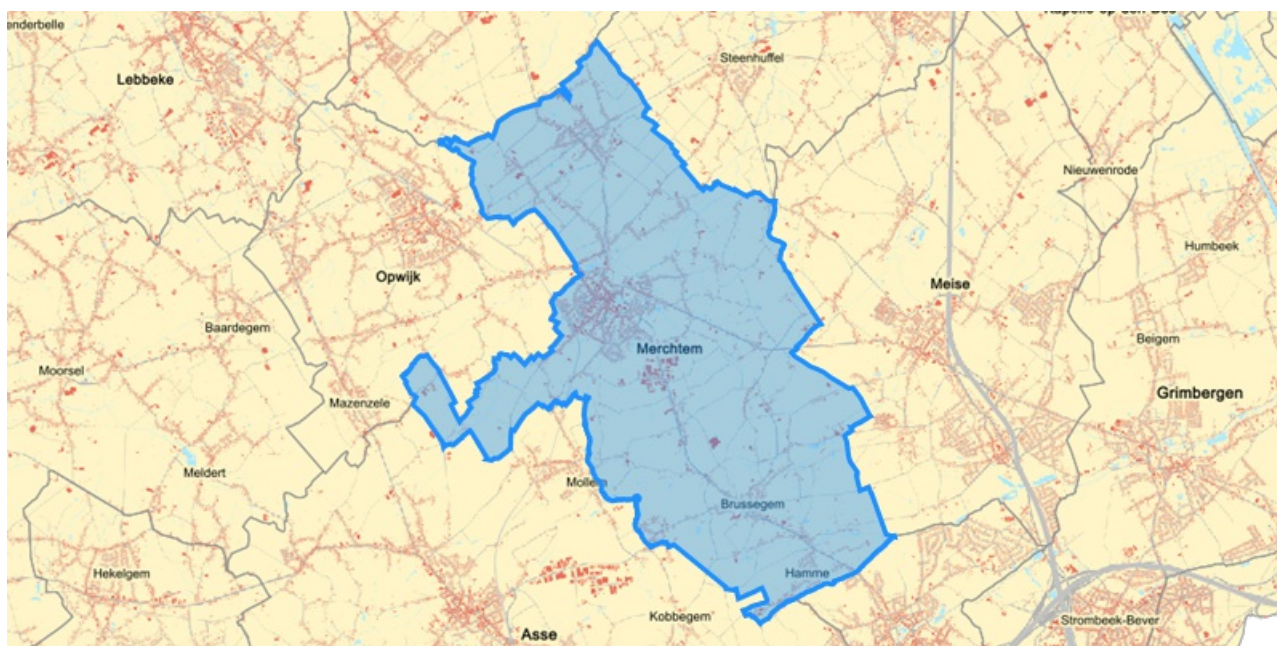 Steenhuffel
Lebbeke
Nieuwenrode
Humbeek
Opwijk
Meise
Baardegem
Beigem
Merchtem
Moorsel
Grimbergen
Mazenzele
Meldert
Mollem
Brussegem
Hekelgem
Hamme
Kobbegem
Strombeek-Bever
Asse